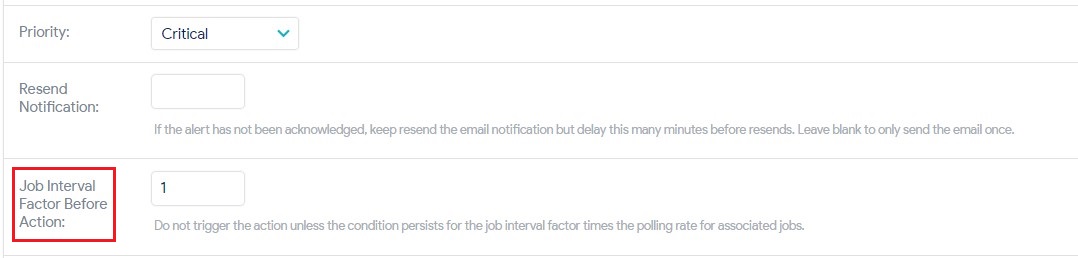 Priority:
Critical
Resend
Notification:
If the alert has not been acknowledged, keep resend the email notification but delay this many minutes before resends. Leave blank to only send the email once.
Job Interval
Factor Before
Action:
1
Do not trigger the action unless the condition persists for the job interval factor times the polling rate for associated jobs.